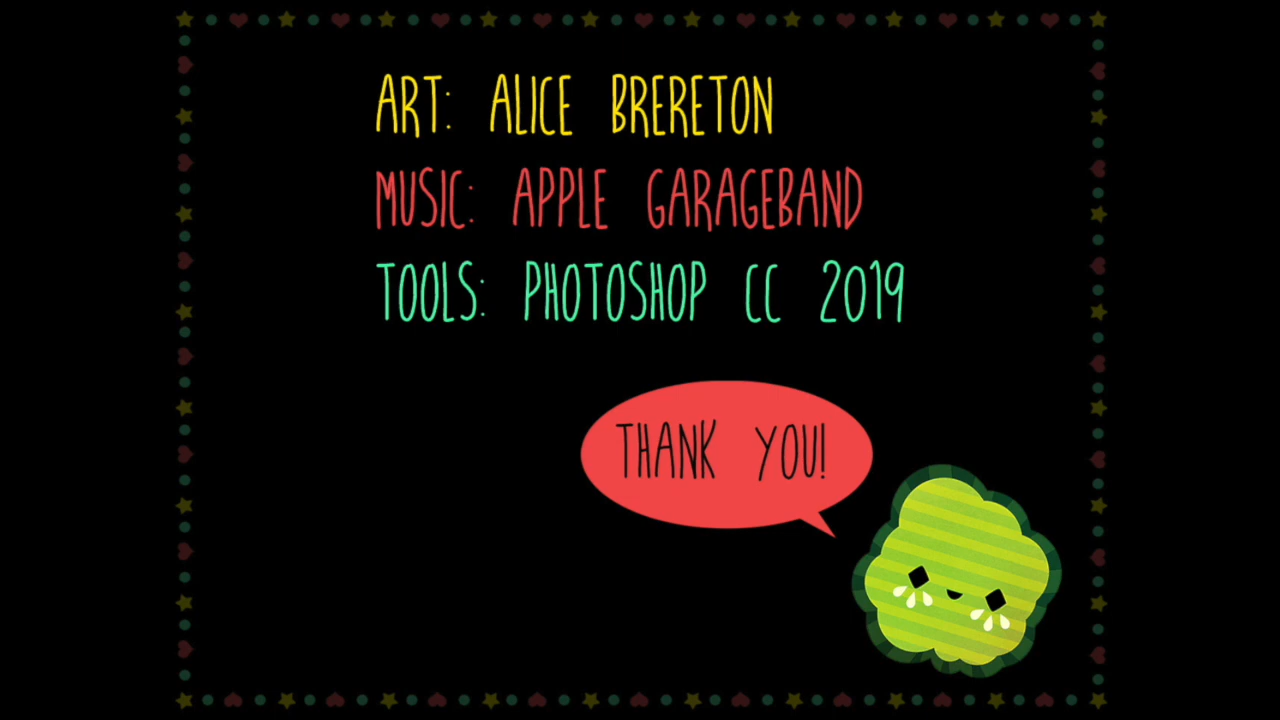 ART: ALICE BRERETON
MUSIC: APPLE GARAGEBAND
TOOLS: PHOTOSHOP CC 2019
THANK YOU!